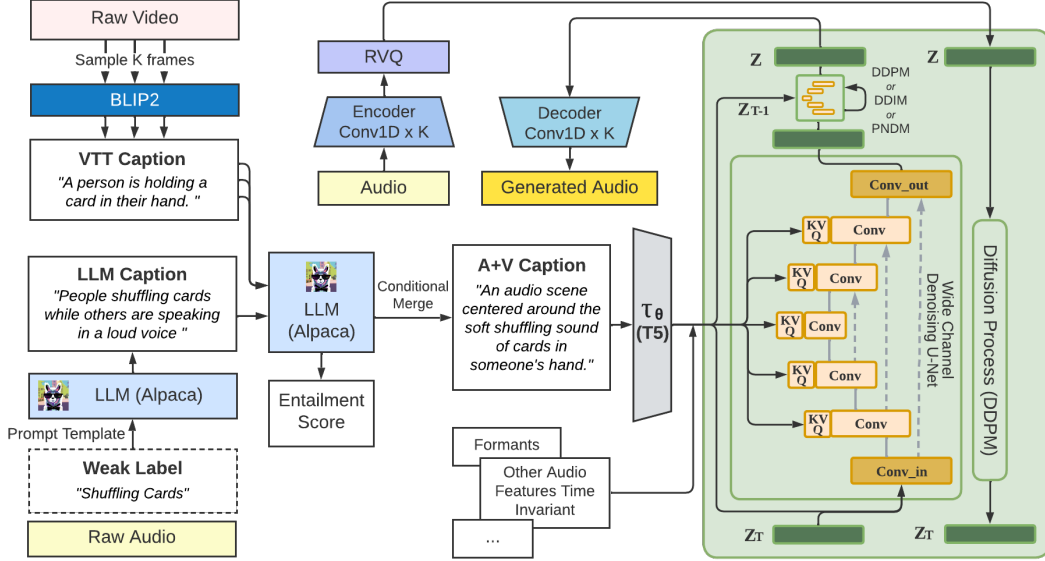 Raw Video
Sample K frames
BLIP2
VTT Caption
"A person is holding a
card in their hand. "
LLM Caption
"People shuffling cards
while others are speaking
in a loud voice "
LLM (Alpaca)
Prompt Template
Weak Label
"Shuffling Cards"
Raw Audio
LLM
(Alpaca)
Entailment
Score
Conditional
Merge
RVQ
Encoder
Conv1D x K
Audio
Decoder
Conv1D x K
Generated Audio
A+V Caption
"An audio scene
centered around the
soft shuffling sound
of cards in
someone's hand."
τθ
(T5)
Formants
Other Audio
Features Time
Invariant
...
Z
ZT-1
DDPM
or
DDIM
or
PNDM
Conv_out
KV
Q
Conv
KV
Q
Conv
KV
Q
Conv
KV
Q
Conv
KV
Q
Conv
Conv_in
ZT
Wide Channel
Denoising U-Net
Z
Diffusion Process (DDPM)
ZT